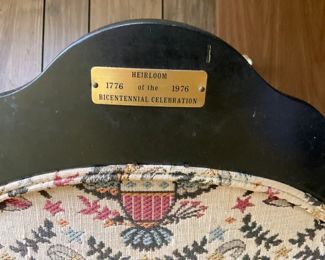 HEIRLOOM
1776 of the 1976
BICENTENNIAL CELEBRATION